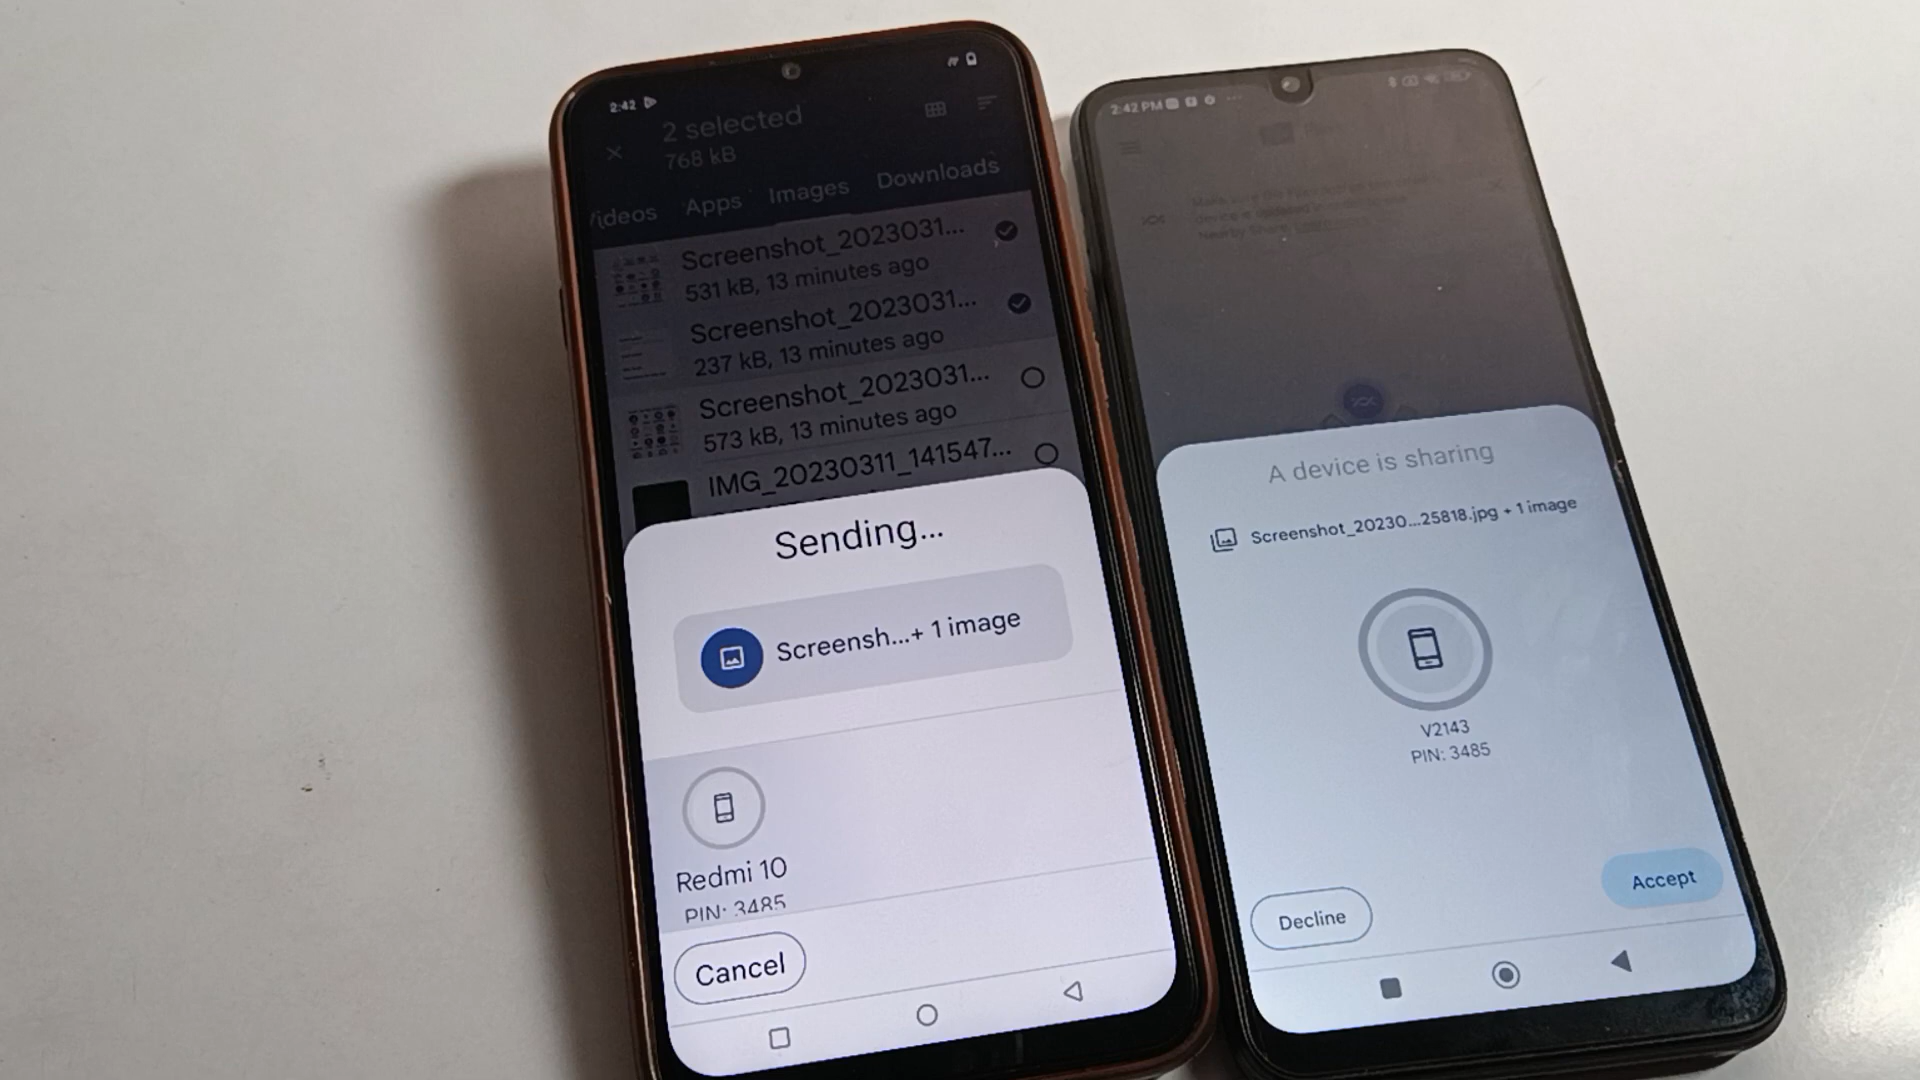 2:42
2 selected
768 kB
Videos Apps Images Downloads
Screenshot_2023031...
531 kB, 13 minutes ago
Screenshot_2023031...
237 kB, 13 minutes ago
Screenshot_2023031...
573 kB, 13 minutes ago
IMG_20230311_141547...
Sending...
Screensh...+ 1 image
Redmi 10
PIN: 3485
Cancel
2:42 PM
A device is sharing
Screenshot_20230...25818.jpg + 1 image
V2143
PIN: 3485
Decline
Accept